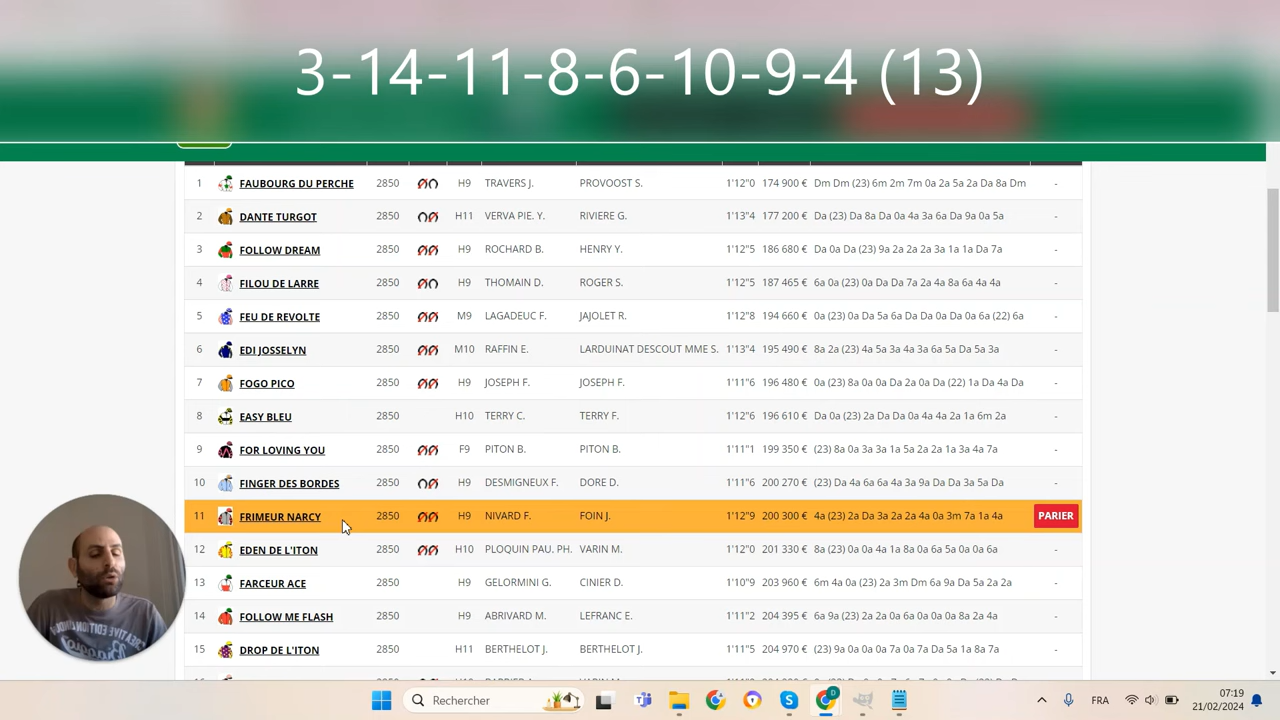 3-14-11-8-6-10-9-4 (13)
1 FAUBOURG DU PERCHE 2850 H9 TRAVERS J. PROVOOST S. 1'12"0 174 900 € Dm Dm (23) 6m 2m 7m 0a 2a 5a 2a Da 8a Dm -
2 DANTE TURGOT 2850 H11 VERVA PIE. Y. RIVIERE G. 1'13"4 177 200 € Da (23) Da 8a Da 0a 4a 3a 6a Da 9a 0a 5a -
3 FOLLOW DREAM 2850 H9 ROCHARD B. HENRY Y. 1'12"5 186 680 € Da 0a Da (23) 9a 2a 2a 2a 3a 1a 1a Da 7a -
4 FILOU DE LARRE 2850 H9 THOMAIN D. ROGER S. 1'12"5 187 465 € 6a 0a (23) 0a Da Da 7a 2a 4a 8a 6a 4a 4a -
5 FEU DE REVOLTE 2850 M9 LAGADEUC F. JAJOLET R. 1'12"8 194 660 € 0a (23) 0a Da 5a 6a Da Da 0a Da 0a 6a (22) 6a -
6 EDI JOSSELYN 2850 M10 RAFFIN E. LARDUINAT DESCOUT MME S. 1'13"4 195 490 € 8a 2a (23) 4a 5a 3a 4a 3a 6a 5a Da 5a 3a -
7 FOGO PICO 2850 H9 JOSEPH F. JOSEPH F. 1'11"6 196 480 € 0a (23) 8a 0a 0a Da 2a 0a Da (22) 1a Da 4a Da -
8 EASY BLEU 2850 H10 TERRY C. TERRY F. 1'12"6 196 610 € Da 0a (23) 2a Da Da 0a 4a 4a 2a 1a 6m 2a -
9 FOR LOVING YOU 2850 F9 PITON B. PITON B. 1'11"1 199 350 € (23) 8a 0a 3a 3a 1a 5a 2a 2a 1a 3a 4a 7a -
10 FINGER DES BORDES 2850 H9 DESMIGNEUX F. DORE D. 1'11"6 200 270 € (23) Da 4a 6a 6a 4a 3a 3a Da Da 3a 5a Da -
11 FRIMEUR NARCY 2850 H9 NIVARD F. FOIN J. 1'12"9 200 300 € 4a (23) 2a Da 3a 2a 2a 4a 0a 3m 7a 1a 4a PARIER
12 EDEN DE L'ITON 2850 H10 PLOQUIN PAU. PH. VARIN M. 1'12"0 201 330 € 8a (23) 0a 0a 4a 1a 8a 0a 6a 5a 0a 0a 6a -
13 FARCEUR ACE 2850 H9 GELORMINI G. CINIER D. 1'10"9 203 960 € 6m 4a 0a (23) 2a 3m Dm 6a 9a Da 5a 2a 2a -
14 FOLLOW ME FLASH 2850 H9 ABRIVARD M. LEFRANC E. 1'11"2 204 395 € 6a 9a (23) 2a Da 0a 0a 0a 0a 0a 8a 2a 4a -
15 DROP DE L'ITON 2850 H11 BERTHELOT J. BERTHELOT J. 1'11"5 204 970 € (23) 9a 0a 0a 0a 7a 0a 7a Da 5a 1a 8a 7a -
CREATIVE EDITION
Rechercher
FRA
07:19
21/02/2024